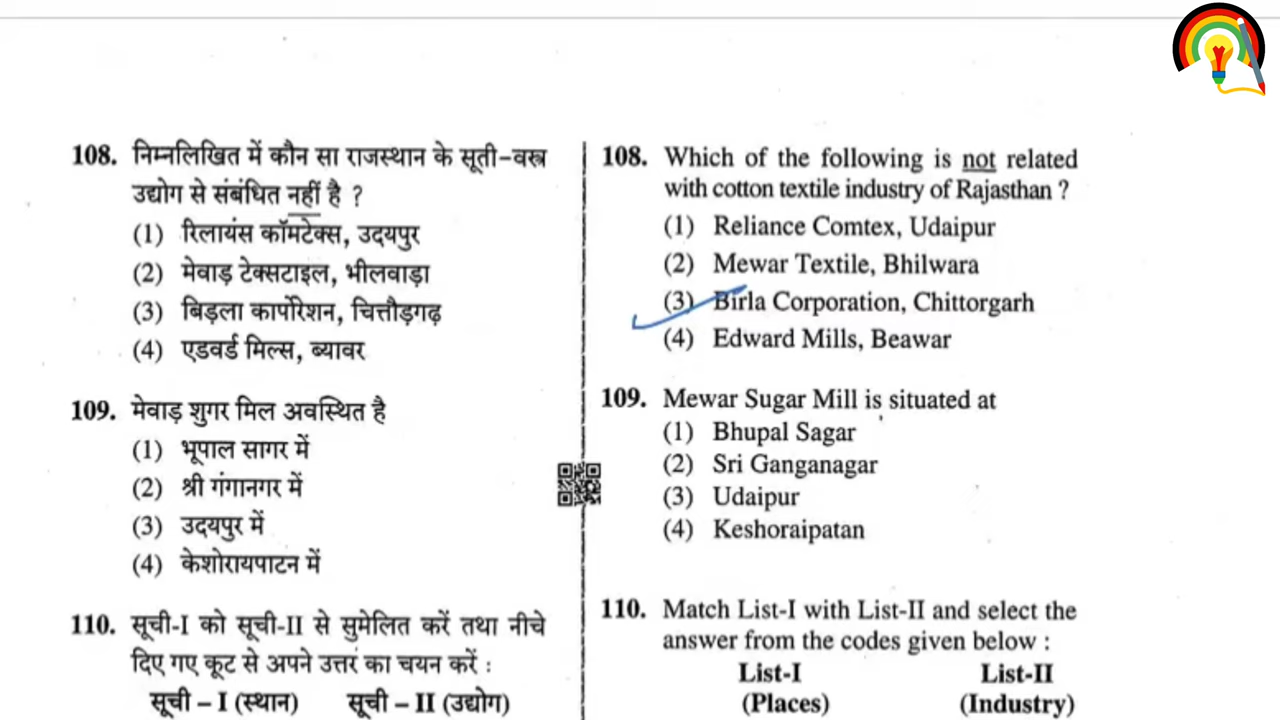 108. निम्नलिखित में कौन सा राजस्थान के सूती-वस्त्र
उद्योग से संबंधित नहीं है ?
(1) रिलायंस कॉमटेक्स, उदयपुर
(2) मेवाड़ टेक्सटाइल, भीलवाड़ा
(3) बिड़ला कार्पोरेशन, चित्तौड़गढ़
(4) एडवर्ड मिल्स, ब्यावर
109. मेवाड़ शुगर मिल अवस्थित है
(1) भूपाल सागर में
(2) श्री गंगानगर में
(3) उदयपुर में
(4) केशोरायपाटन में
110. सूची-I को सूची-II से सुमेलित करें तथा नीचे
दिए गए कूट से अपने उत्तर का चयन करें :
सूची – I (स्थान) सूची – II (उद्योग)
108. Which of the following is not related
with cotton textile industry of Rajasthan ?
(1) Reliance Comtex, Udaipur
(2) Mewar Textile, Bhilwara
(3) Birla Corporation, Chittorgarh
(4) Edward Mills, Beawar
109. Mewar Sugar Mill is situated at
(1) Bhupal Sagar
(2) Sri Ganganagar
(3) Udaipur
(4) Keshoraipatan
110. Match List-I with List-II and select the
answer from the codes given below :
List-I List-II
(Places) (Industry)